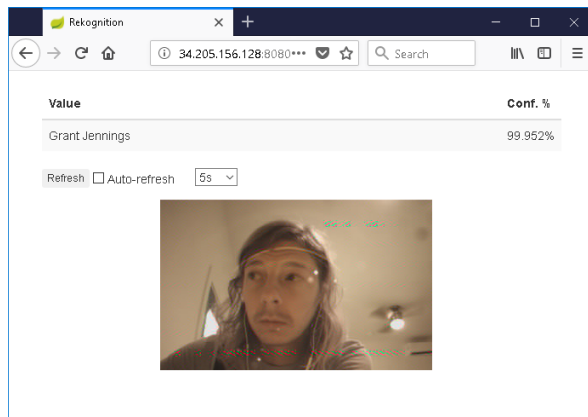 Rekognition
34.205.156.128:8080••• Search
Value Conf. %
Grant Jennings 99.952%
Refresh Auto-refresh 5s